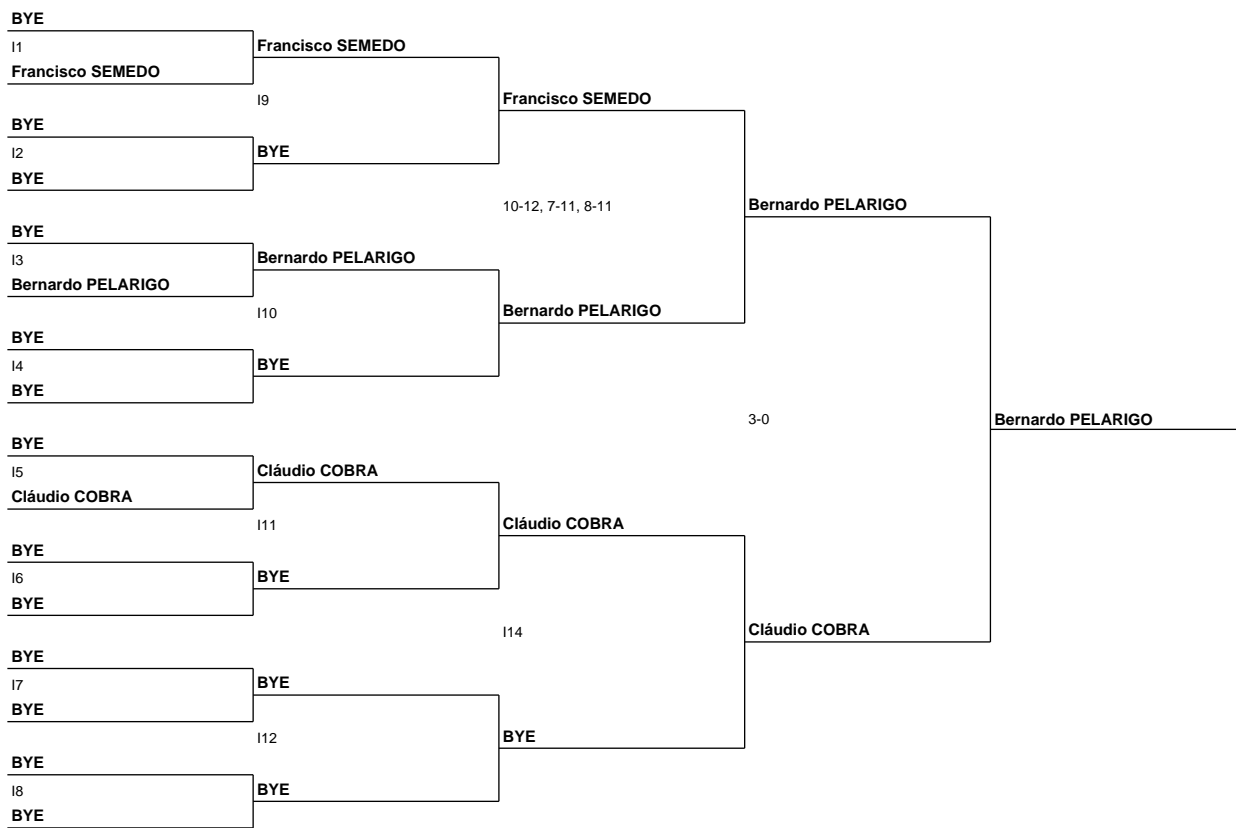 BYE
I1
Francisco SEMEDO
Francisco SEMEDO
I9
Francisco SEMEDO
BYE
I2
BYE
BYE
10-12, 7-11, 8-11
Bernardo PELARIGO
BYE
I3
Bernardo PELARIGO
Bernardo PELARIGO
I10
Bernardo PELARIGO
BYE
I4
BYE
BYE
3-0
Bernardo PELARIGO
BYE
I5
Cláudio COBRA
Cláudio COBRA
I11
Cláudio COBRA
BYE
I6
BYE
BYE
I14
Cláudio COBRA
BYE
I7
BYE
BYE
I12
BYE
BYE
I8
BYE
BYE